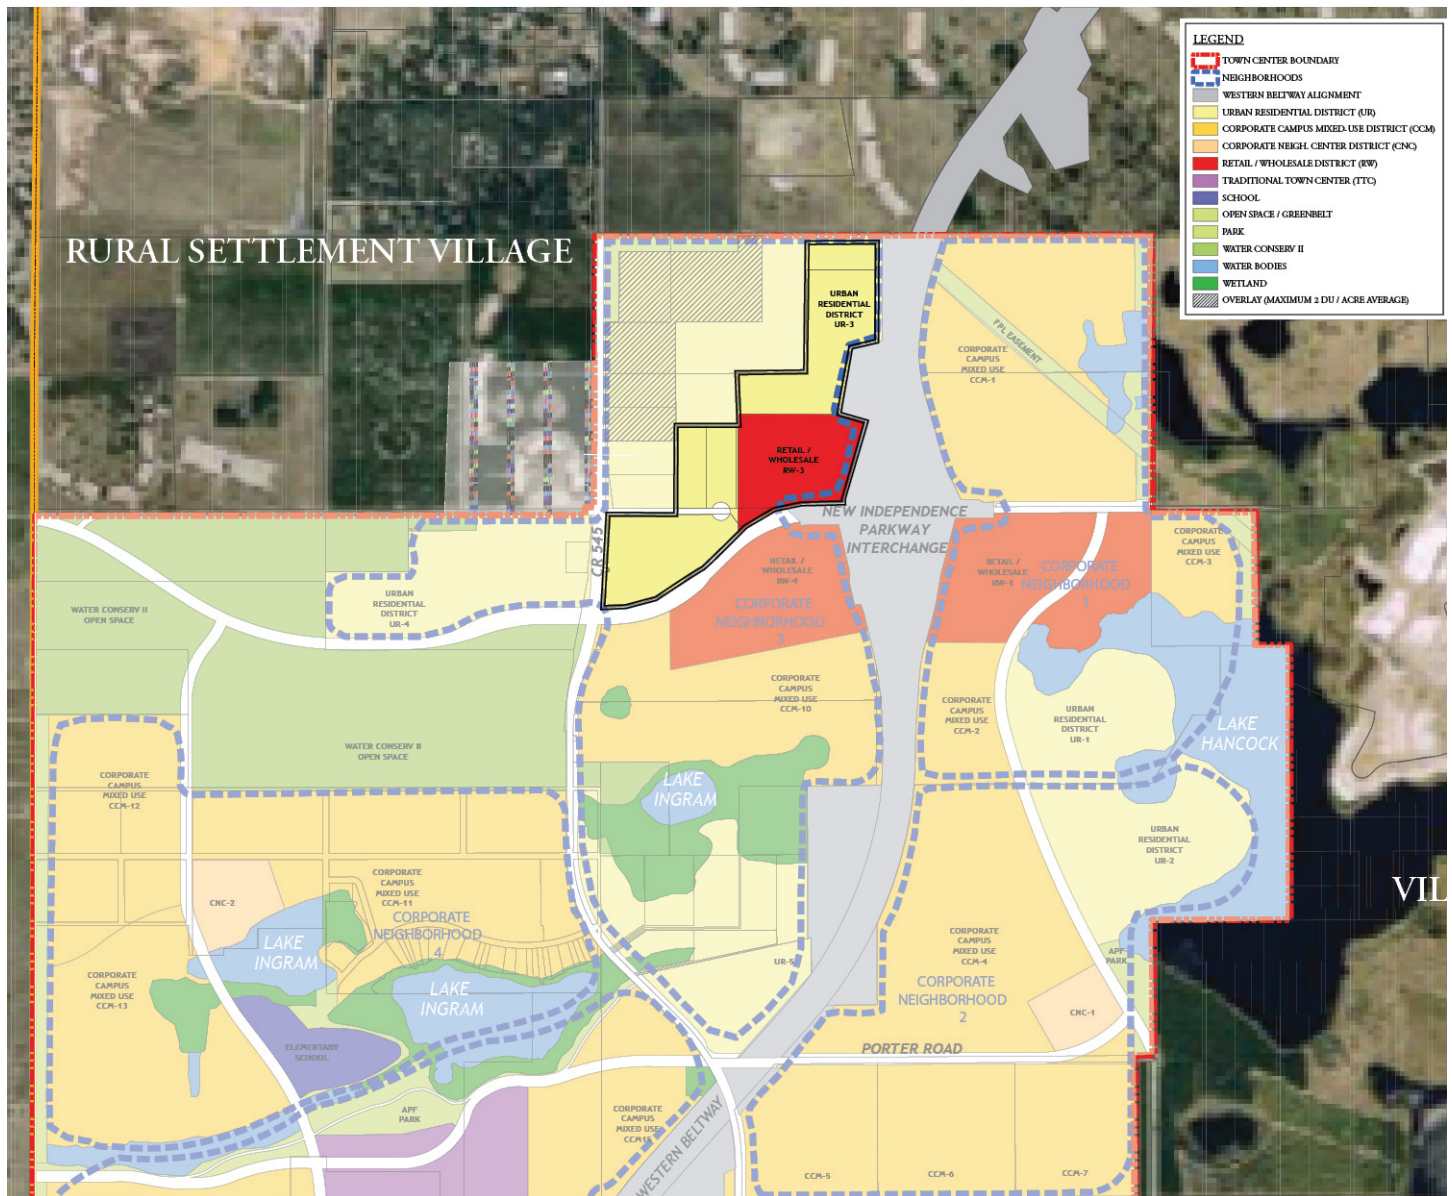 LEGEND
TOWN CENTER BOUNDARY
NEIGHBORHOODS
WESTERN BELTWAY ALIGNMENT
URBAN RESIDENTIAL DISTRICT (UR)
CORPORATE CAMPUS MIXED-USE DISTRICT (CCM)
CORPORATE NEIGH. CENTER DISTRICT (CNC)
RETAIL / WHOLESALE DISTRICT (RW)
TRADITIONAL TOWN CENTER (TTC)
SCHOOL
OPEN SPACE / GREENBELT
PARK
WATER CONSERV II
WATER BODIES
WETLAND
OVERLAY (MAXIMUM 2 DU / ACRE AVERAGE)
RURAL SETTLEMENT VILLAGE
URBAN
RESIDENTIAL
DISTRICT
UR-3
FPL EASEMENT
CORPORATE
CAMPUS
MIXED USE
CCM-1
RETAIL /
WHOLESALE
RW-3
NEW INDEPENDENCE
PARKWAY
INTERCHANGE
CR 545
CORPORATE
CAMPUS
MIXED USE
CCM-3
RETAIL /
WHOLESALE
RW-4
RETAIL /
WHOLESALE
RW-1
CORPORATE
NEIGHBORHOOD
1
URBAN
RESIDENTIAL
DISTRICT
UR-4
WATER CONSERV II
OPEN SPACE
CORPORATE
NEIGHBORHOOD
3
CORPORATE
CAMPUS
MIXED USE
CCM-10
CORPORATE
CAMPUS
MIXED USE
CCM-2
URBAN
RESIDENTIAL
DISTRICT
UR-1
LAKE
HANCOCK
WATER CONSERV II
OPEN SPACE
CORPORATE
CAMPUS
MIXED USE
CCM-12
LAKE
INGRAM
URBAN
RESIDENTIAL
DISTRICT
UR-2
CORPORATE
CAMPUS
MIXED USE
CCM-11
VIL
CNC-2
CORPORATE
NEIGHBORHOOD
4
LAKE
INGRAM
CORPORATE
CAMPUS
MIXED USE
CCM-4
APF
PARK
UR-5
CORPORATE
CAMPUS
MIXED USE
CCM-13
LAKE
INGRAM
CORPORATE
NEIGHBORHOOD
2
CNC-1
ELEMENTARY
SCHOOL
PORTER ROAD
APF
PARK
CORPORATE
CAMPUS
MIXED USE
WESTERN BELTWAY
CCM-5
CCM-6
CCM-7